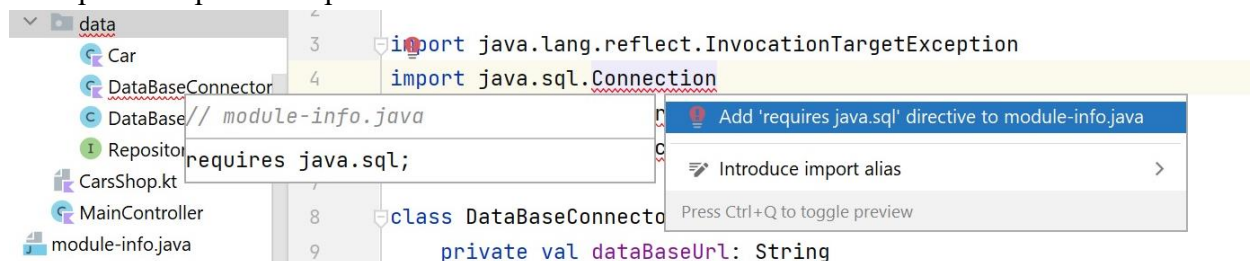 data
Car
DataBaseConnector
DataBase
Repositor
CarsShop.kt
MainController
module-info.java
3 import java.lang.reflect.InvocationTargetException
4 import java.sql.Connection
// module-info.java
requires java.sql;
Add 'requires java.sql' directive to module-info.java
Introduce import alias
Press Ctrl+Q to toggle preview
8 class DataBaseConnecto
9 private val dataBaseUrl: String